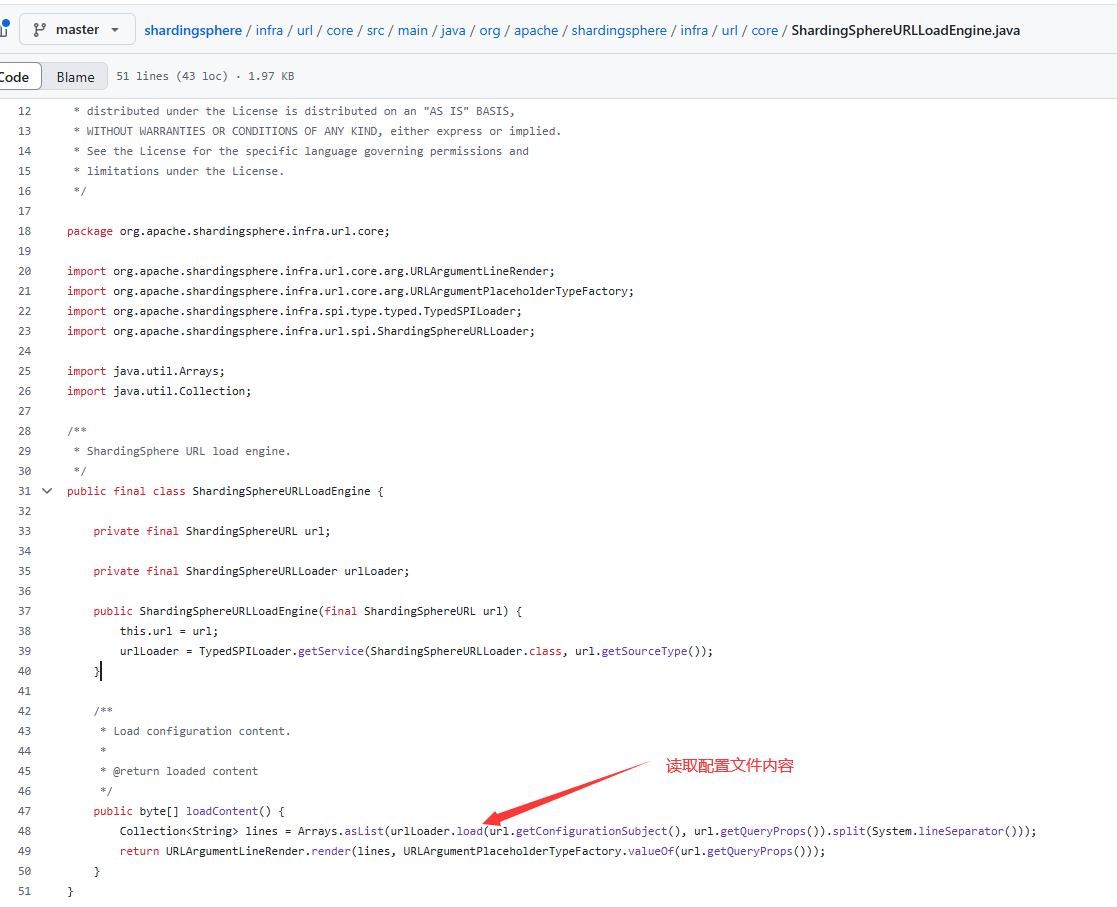 master shardingsphere / infra / url / core / src / main / java / org / apache / shardingsphere / infra / url / core / ShardingSphereURLLoadEngine.java
Code Blame 51 lines (43 loc) · 1.97 KB
12 * distributed under the License is distributed on an "AS IS" BASIS,
13 * WITHOUT WARRANTIES OR CONDITIONS OF ANY KIND, either express or implied.
14 * See the License for the specific language governing permissions and
15 * limitations under the License.
16 */
17
18 package org.apache.shardingsphere.infra.url.core;
19
20 import org.apache.shardingsphere.infra.url.core.arg.URLArgumentLineRender;
21 import org.apache.shardingsphere.infra.url.core.arg.URLArgumentPlaceholderTypeFactory;
22 import org.apache.shardingsphere.infra.spi.type.typed.TypedSPILoader;
23 import org.apache.shardingsphere.infra.url.spi.ShardingSphereURLLoader;
24
25 import java.util.Arrays;
26 import java.util.Collection;
27
28 /**
29 * ShardingSphere URL load engine.
30 */
31 public final class ShardingSphereURLLoadEngine {
32
33 private final ShardingSphereURL url;
34
35 private final ShardingSphereURLLoader urlLoader;
36
37 public ShardingSphereURLLoadEngine(final ShardingSphereURL url) {
38 this.url = url;
39 urlLoader = TypedSPILoader.getService(ShardingSphereURLLoader.class, url.getSourceType());
40 }
41
42 /**
43 * Load configuration content.
44 *
45 * @return loaded content
读取配置文件内容
46 */
47 public byte[] loadContent() {
48 Collection<String> lines = Arrays.asList(urlLoader.load(url.getConfigurationSubject(), url.getQueryProps()).split(System.lineSeparator()));
49 return URLArgumentLineRender.render(lines, URLArgumentPlaceholderTypeFactory.valueOf(url.getQueryProps()));
50 }
51 }